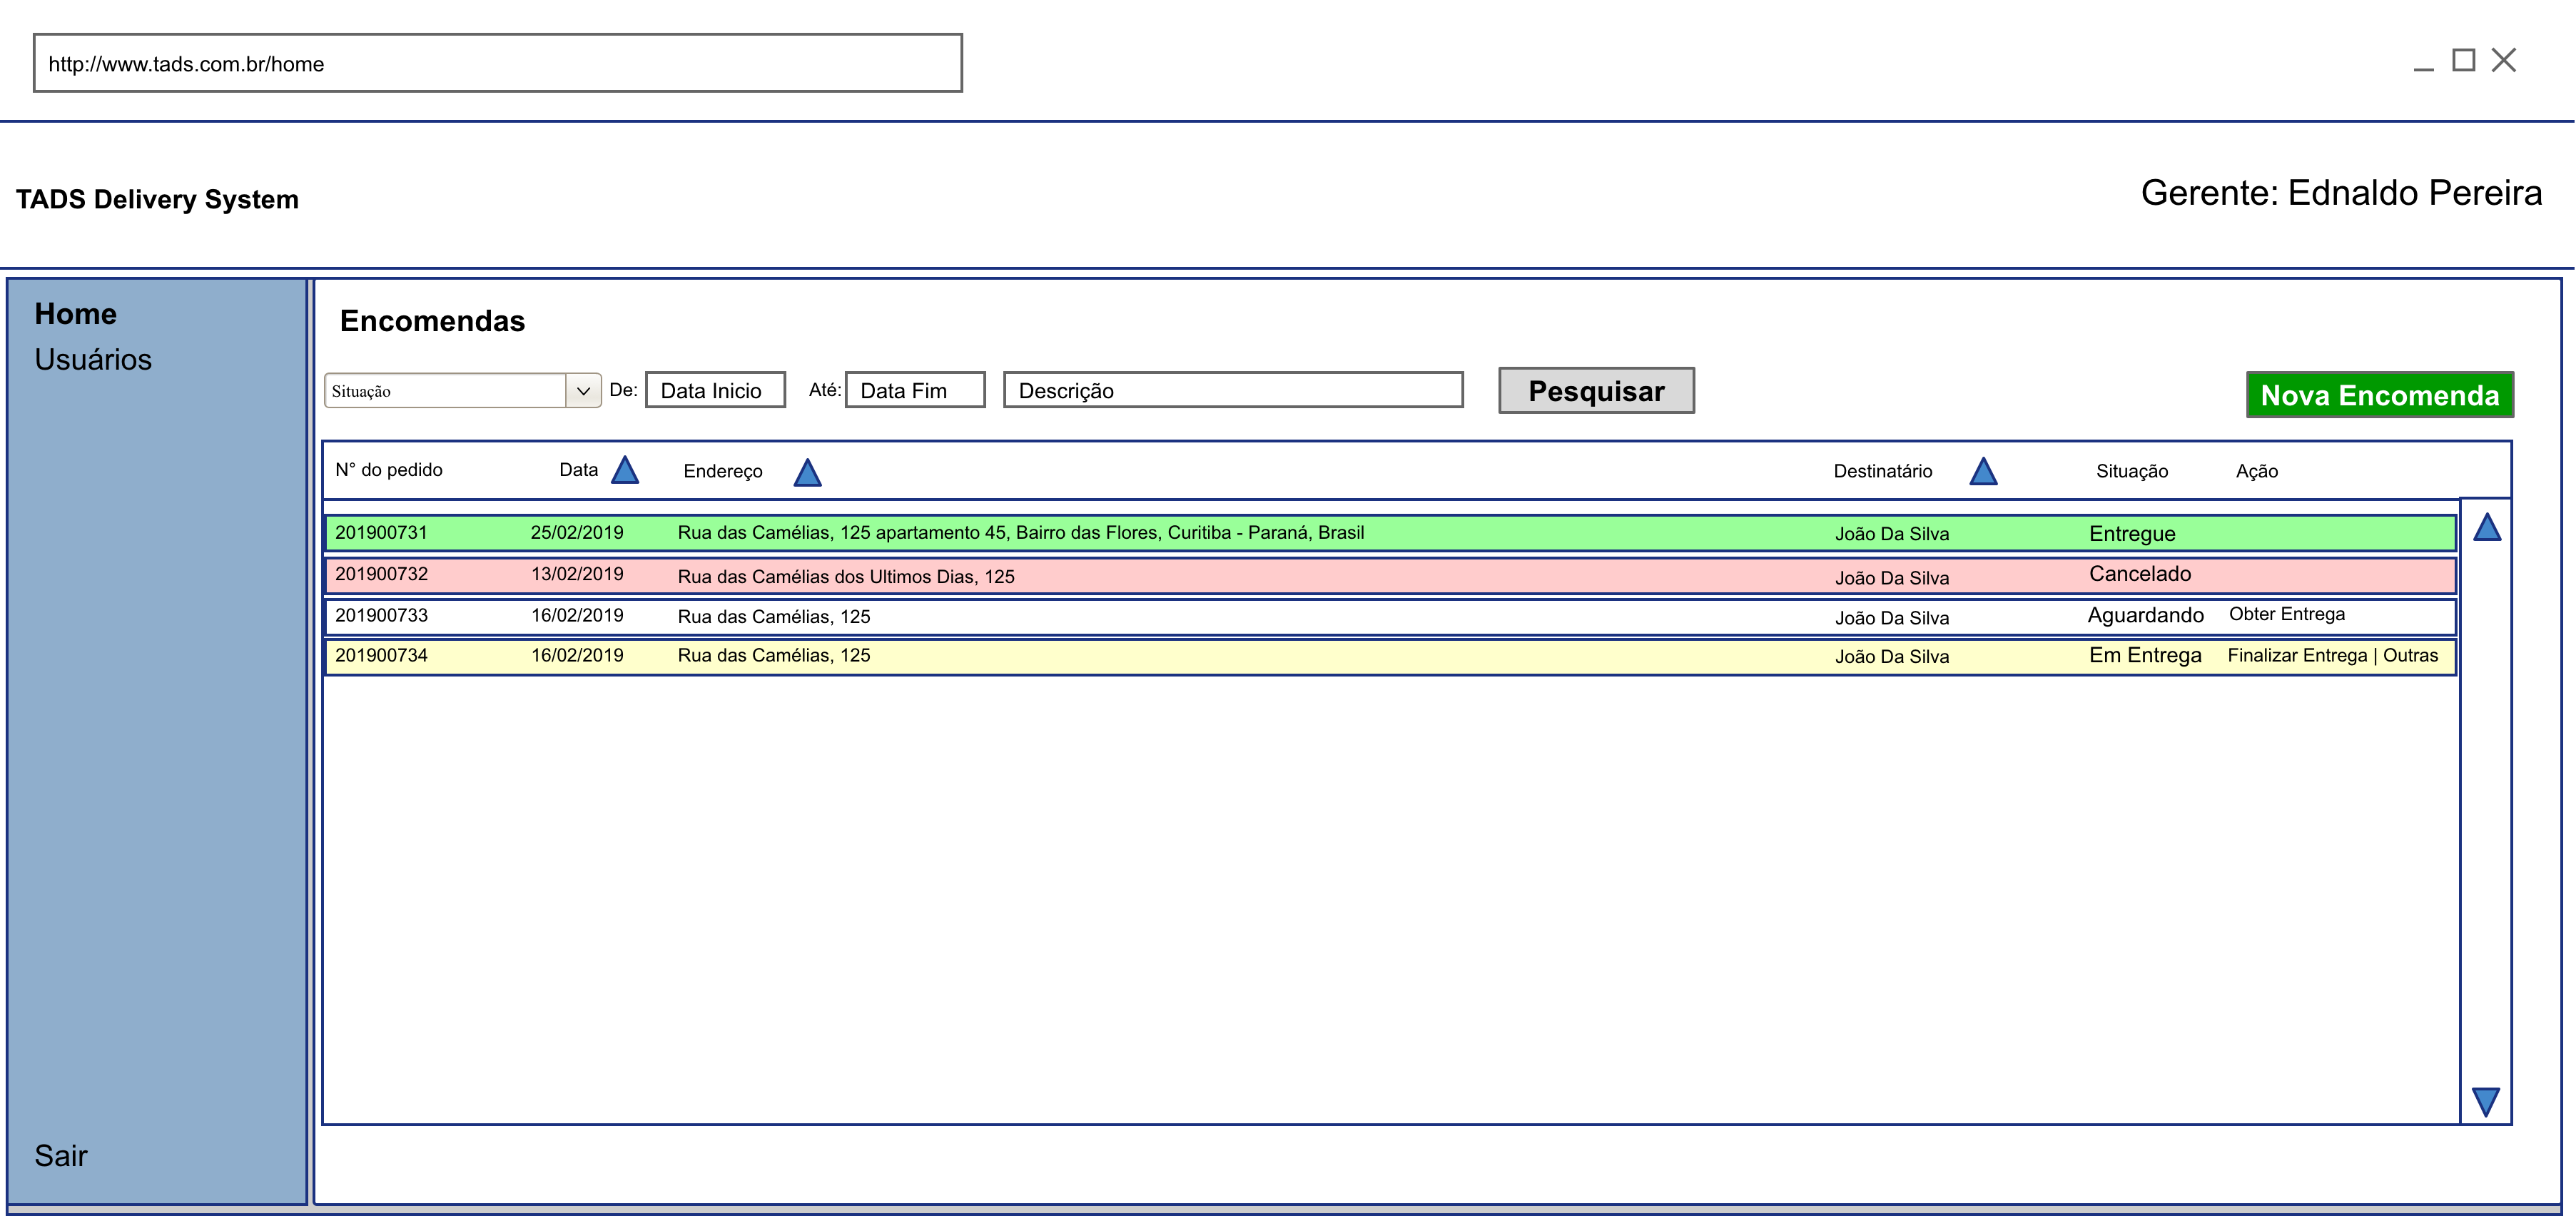 http://www.tads.com.br/home
TADS Delivery System
Gerente: Ednaldo Pereira
Home
Usuários
Sair
Encomendas
Situação De: Data Inicio Até: Data Fim Descrição Pesquisar Nova Encomenda
N° do pedido Data Endereço Destinatário Situação Ação
201900731 25/02/2019 Rua das Camélias, 125 apartamento 45, Bairro das Flores, Curitiba - Paraná, Brasil João Da Silva Entregue
201900732 13/02/2019 Rua das Camélias dos Ultimos Dias, 125 João Da Silva Cancelado
201900733 16/02/2019 Rua das Camélias, 125 João Da Silva Aguardando Obter Entrega
201900734 16/02/2019 Rua das Camélias, 125 João Da Silva Em Entrega Finalizar Entrega | Outras